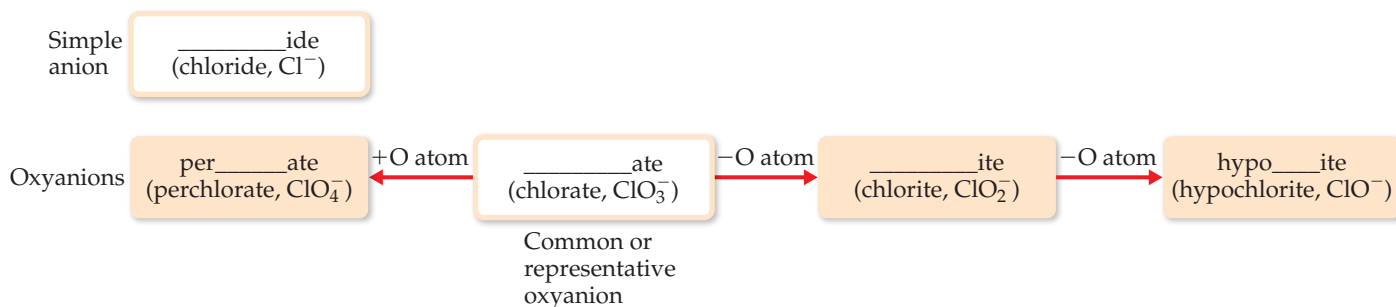 Simple
anion
_________ide
(chloride, Cl⁻)
Oxyanions
per______ate
(perchlorate, ClO₄⁻)
+O atom
_________ate
(chlorate, ClO₃⁻)
−O atom
_________ite
(chlorite, ClO₂⁻)
−O atom
hypo____ite
(hypochlorite, ClO⁻)
Common or
representative
oxyanion